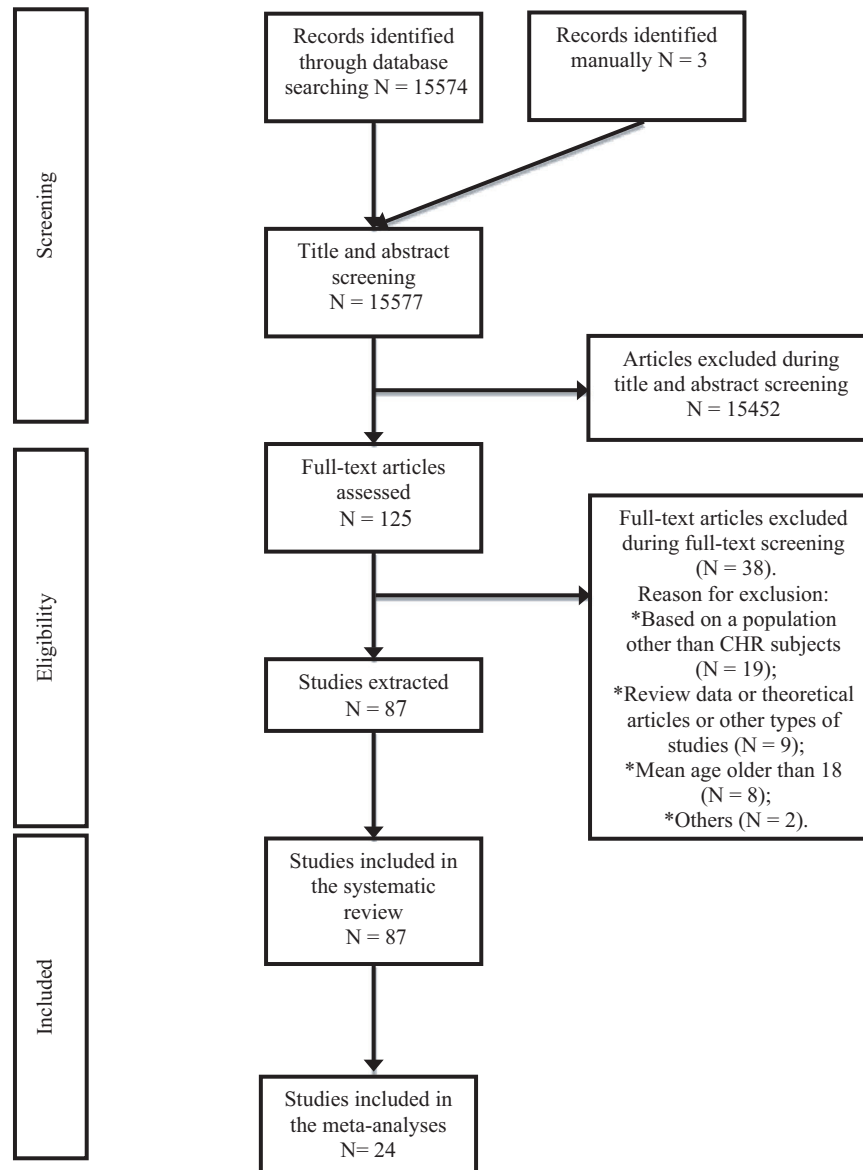 Screening
Records identified
through database
searching N = 15574
Records identified
manually N = 3
Title and abstract
screening
N = 15577
Articles excluded during
title and abstract screening
N = 15452
Eligibility
Full-text articles
assessed
N = 125
Full-text articles excluded
during full-text screening
(N = 38).
Reason for exclusion:
*Based on a population
other than CHR subjects
(N = 19);
*Review data or theoretical
articles or other types of
studies (N = 9);
*Mean age older than 18
(N = 8);
*Others (N = 2).
Studies extracted
N = 87
Included
Studies included in
the systematic
review
N = 87
Studies included in
the meta-analyses
N= 24